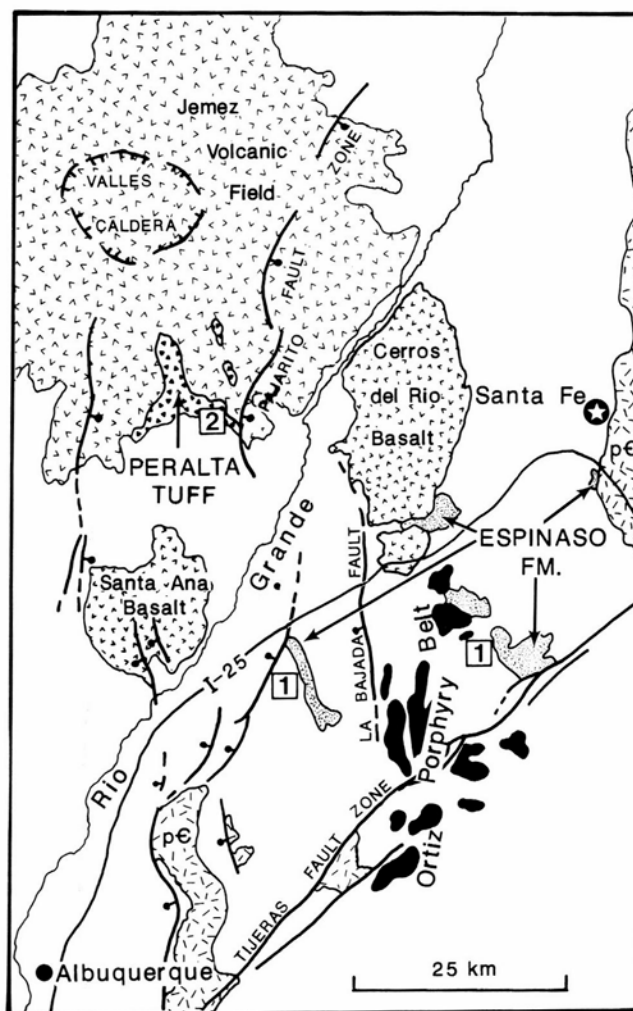 Jemez
Volcanic
Field
ZONE
VALLES
CALDERA
FAULT
PAJARITO
Cerros
del Rio
Basalt
Santa Fe
p€
2
PERALTA
TUFF
ESPINASO
FM.
Grande
FAULT
Santa Ana
Basalt
Belt
1
1
I-25
BAJADA
LA
Porphyry
Rio
ZONE
p€
FAULT
Ortiz
TIJERAS
Albuquerque
25 km